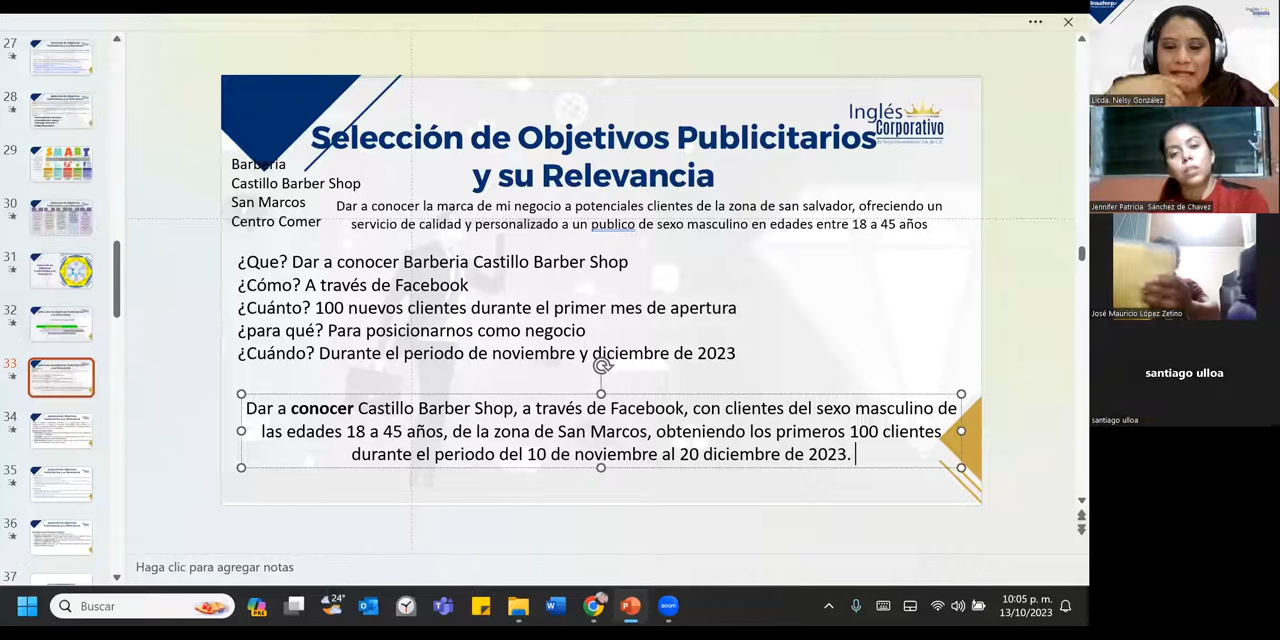 27
28
29
30
31
32
33
34
35
36
37
Selección de Objetivos Publicitarios
y su Relevancia
Inglés
Corporativo
Barberia
Castillo Barber Shop
San Marcos
Centro Comer
Dar a conocer la marca de mi negocio a potenciales clientes de la zona de san salvador, ofreciendo un
servicio de calidad y personalizado a un publico de sexo masculino en edades entre 18 a 45 años
¿Que? Dar a conocer Barberia Castillo Barber Shop
¿Cómo? A través de Facebook
¿Cuánto? 100 nuevos clientes durante el primer mes de apertura
¿para qué? Para posicionarnos como negocio
¿Cuándo? Durante el periodo de noviembre y diciembre de 2023
Dar a conocer Castillo Barber Shop, a través de Facebook, con clientes del sexo masculino de
las edades 18 a 45 años, de la zona de San Marcos, obteniendo los primeros 100 clientes
durante el periodo del 10 de noviembre al 20 diciembre de 2023.
Haga clic para agregar notas
Buscar
PRE
24°
zoom
10:05 p. m.
13/10/2023
Insaforp
Inglés
Corporativo
Licda. Nelsy González
Jennifer Patricia Sánchez de Chavez
José Mauricio López Zetino
santiago ulloa
santiago ulloa